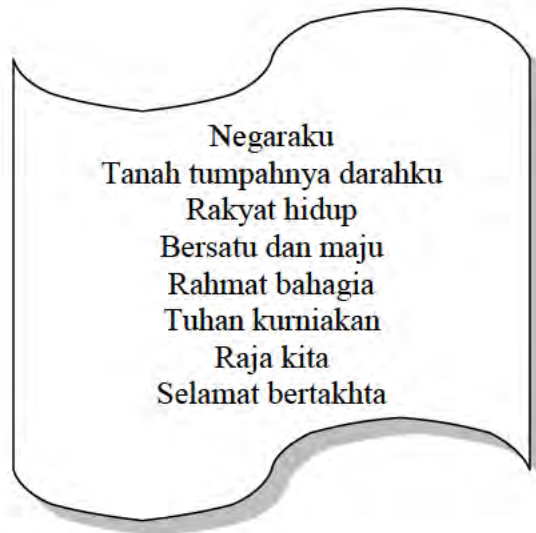 Negaraku
Tanah tumpahnya darahku
Rakyat hidup
Bersatu dan maju
Rahmat bahagia
Tuhan kurniakan
Raja kita
Selamat bertakhta